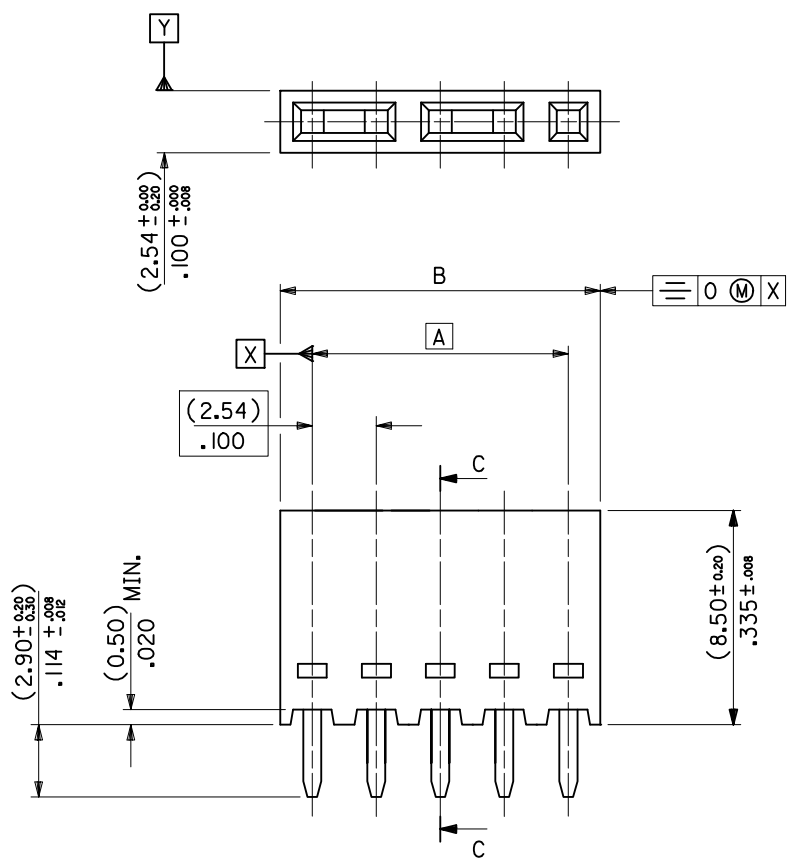 Y
(2.54 +0.00 -0.20)
.100 +.000 -.008
B
⌯ 0 Ⓜ X
X
A
(2.54)
.100
C
(2.90 +0.20 -0.30)
.114 +.008 -.012
(0.50) MIN.
.020
(8.50±0.20)
.335±.008
C